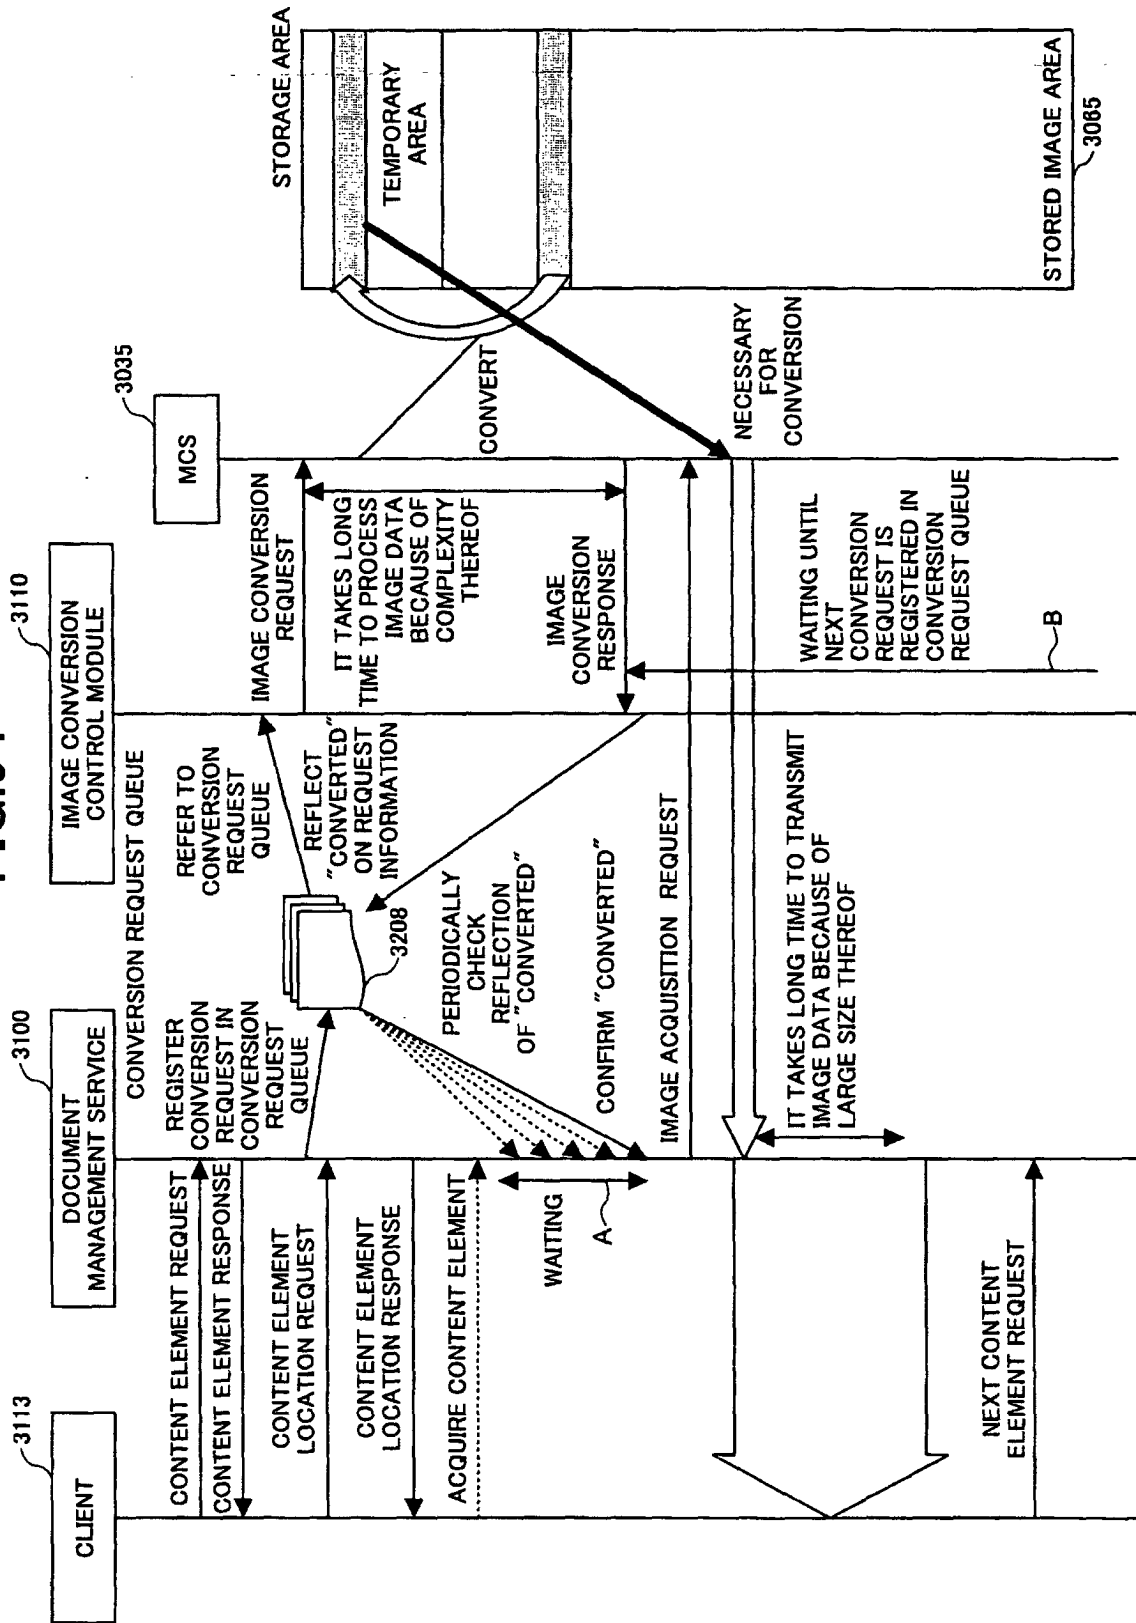 3113
CLIENT
3100
DOCUMENT
MANAGEMENT SERVICE
3110
IMAGE CONVERSION
CONTROL MODULE
3035
MCS
STORAGE AREA
TEMPORARY
AREA
STORED IMAGE AREA
3065
CONVERSION REQUEST QUEUE
CONTENT ELEMENT REQUEST
CONTENT ELEMENT RESPONSE
CONTENT ELEMENT
LOCATION REQUEST
CONTENT ELEMENT
LOCATION RESPONSE
ACQUIRE CONTENT ELEMENT
WAITING
A
NEXT CONTENT
ELEMENT REQUEST
REGISTER
CONVERSION
REQUEST IN
CONVERSION
REQUEST
QUEUE
3208
REFER TO
CONVERSION
REQUEST
QUEUE
REFLECT
"CONVERTED"
ON REQUEST
INFORMATION
PERIODICALLY
CHECK
REFLECTION
OF "CONVERTED"
CONFIRM "CONVERTED"
IMAGE ACQUISITION REQUEST
IT TAKES LONG TIME TO TRANSMIT
IMAGE DATA BECAUSE OF
LARGE SIZE THEREOF
IMAGE CONVERSION
REQUEST
IT TAKES LONG
TIME TO PROCESS
IMAGE DATA
BECAUSE OF
COMPLEXITY
THEREOF
IMAGE
CONVERSION
RESPONSE
WAITING UNTIL
NEXT
CONVERSION
REQUEST IS
REGISTERED IN
CONVERSION
REQUEST QUEUE
B
CONVERT
NECESSARY
FOR
CONVERSION